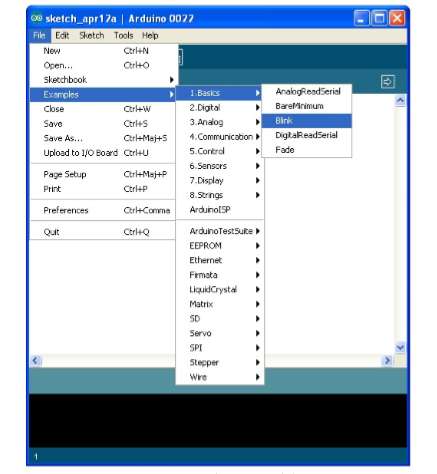 sketch_apr12a | Arduino 0022
File Edit Sketch Tools Help
New Ctrl+N
Open... Ctrl+O
Sketchbook
Examples
Close Ctrl+W
Save Ctrl+S
Save As... Ctrl+Maj+S
Upload to I/O Board Ctrl+U
Page Setup Ctrl+Maj+P
Print Ctrl+P
Preferences Ctrl+Comma
Quit Ctrl+Q
1.Basics
2.Digital
3.Analog
4.Communication
5.Control
6.Sensors
7.Display
8.Strings
ArduinoISP
ArduinoTestSuite
EEPROM
Ethernet
Firmata
LiquidCrystal
Matrix
SD
Servo
SPI
Stepper
Wire
AnalogReadSerial
BareMinimum
Blink
DigitalReadSerial
Fade
1